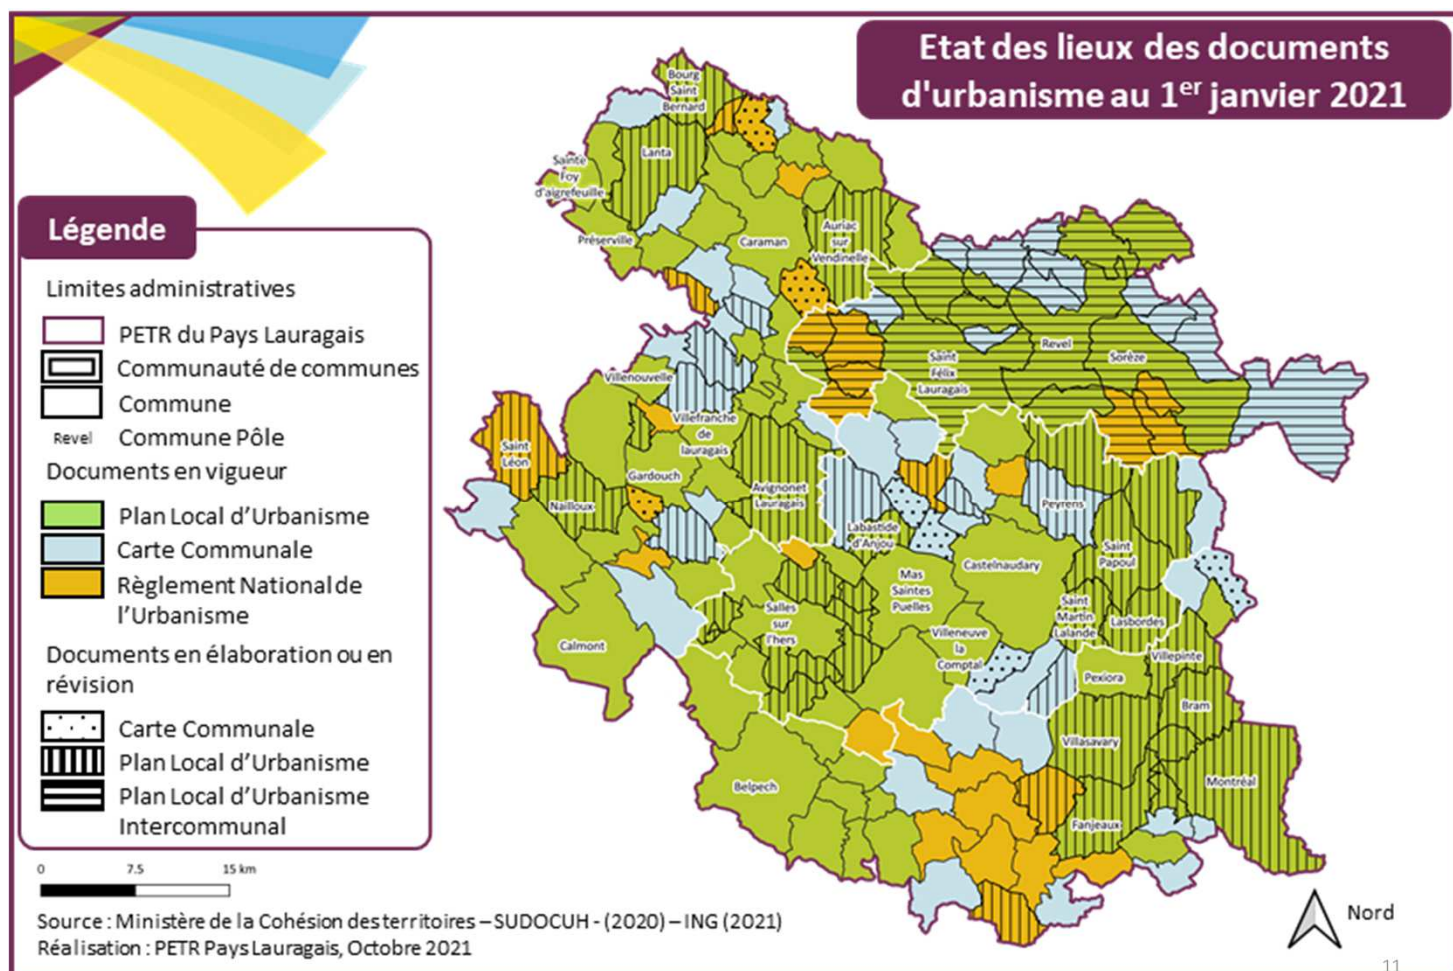 Etat des lieux des documents
d'urbanisme au 1er janvier 2021
Légende
Limites administratives
PETR du Pays Lauragais
Communauté de communes
Commune
Revel Commune Pôle
Documents en vigueur
Plan Local d'Urbanisme
Carte Communale
Règlement National de
l'Urbanisme
Documents en élaboration ou en
révision
Carte Communale
Plan Local d'Urbanisme
Plan Local d'Urbanisme
Intercommunal
0 7.5 15 km
Source : Ministère de la Cohésion des territoires – SUDOCUH - (2020) – ING (2021)
Réalisation : PETR Pays Lauragais, Octobre 2021
Bourg
Saint
Bernard
Lanta
Sainte
Foy
d'aigrefeuille
Préserville
Caraman
Auriac
sur
Vendinelle
Revel
Sorèze
Saint
Félix
Lauragais
Villenouvelle
Villefranche
de
lauragais
Saint
Léon
Gardouch
Nailloux
Avignonet
Lauragais
Peyrens
Labastide
d'Anjou
Saint
Papoul
Castelnaudary
Mas
Saintes
Puelles
Salles
sur
l'hers
Saint
Martin
Lalande
Lasbordes
Calmont
Villeneuve
la
Comptal
Villepinte
Pexiora
Bram
Villasavary
Montréal
Belpech
Fanjeaux
Nord
11